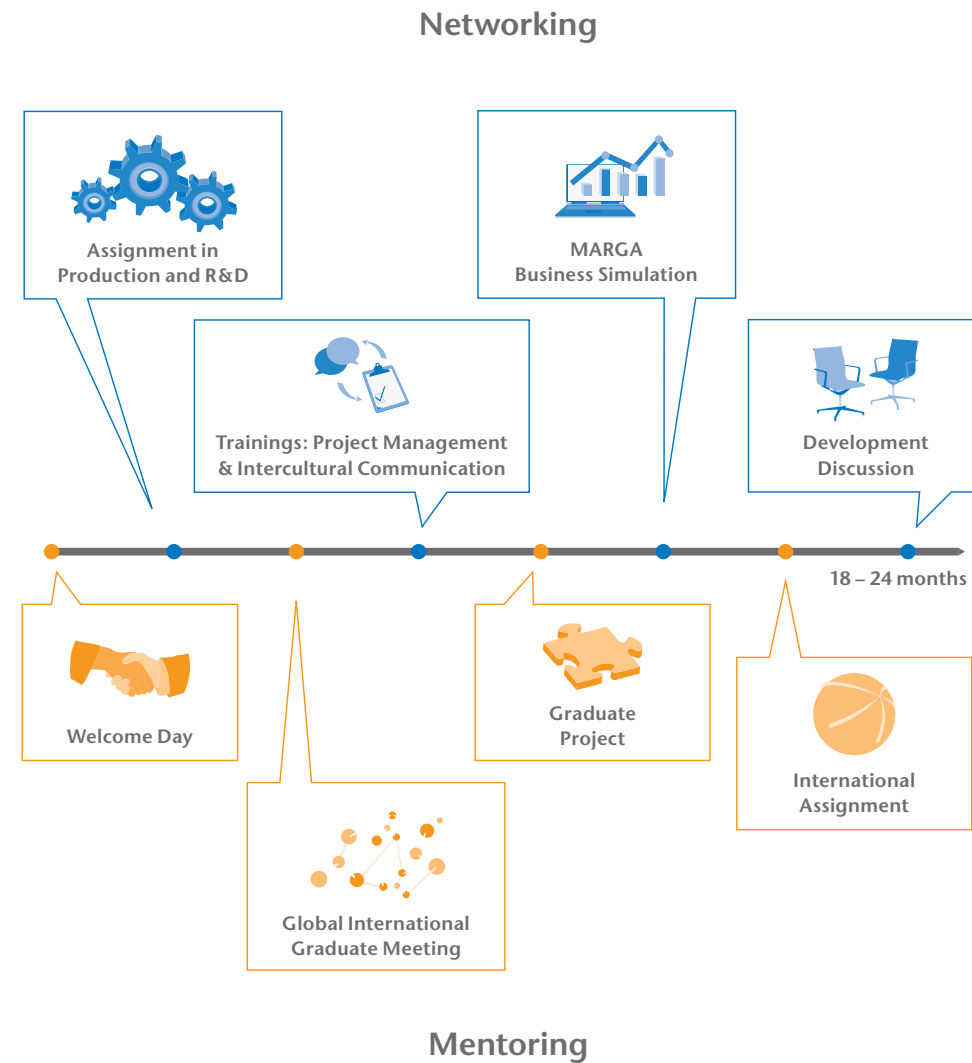 Networking
Assignment in
Production and R&D
MARGA
Business Simulation
Trainings: Project Management
& Intercultural Communication
Development
Discussion
18 – 24 months
Welcome Day
Graduate
Project
International
Assignment
Global International
Graduate Meeting
Mentoring